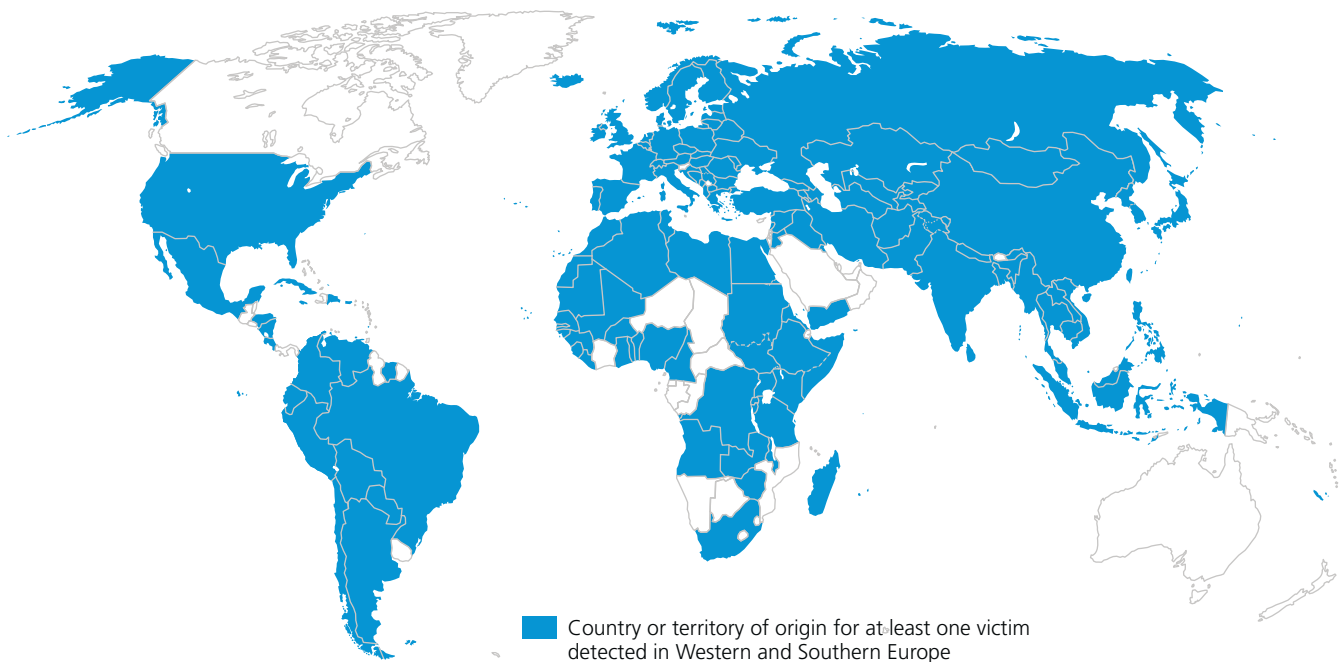 Country or territory of origin for at least one victim
detected in Western and Southern Europe